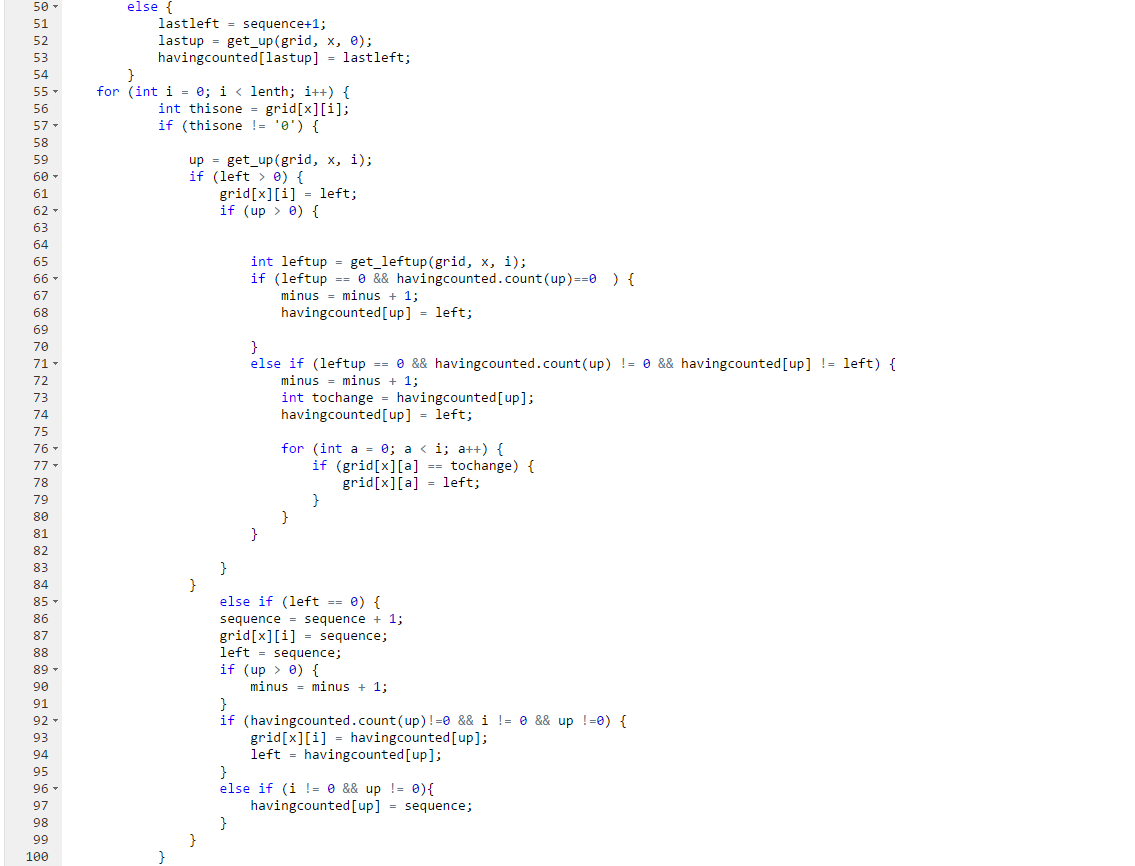 50 else {
51 lastleft = sequence+1;
52 lastup = get_up(grid, x, 0);
53 havingcounted[lastup] = lastleft;
54 }
55 for (int i = 0; i < lenth; i++) {
56 int thisone = grid[x][i];
57 if (thisone != '0') {
58
59 up = get_up(grid, x, i);
60 if (left > 0) {
61 grid[x][i] = left;
62 if (up > 0) {
63
64
65 int leftup = get_leftup(grid, x, i);
66 if (leftup == 0 && havingcounted.count(up)==0 ) {
67 minus = minus + 1;
68 havingcounted[up] = left;
69
70 }
71 else if (leftup == 0 && havingcounted.count(up) != 0 && havingcounted[up] != left) {
72 minus = minus + 1;
73 int tochange = havingcounted[up];
74 havingcounted[up] = left;
75
76 for (int a = 0; a < i; a++) {
77 if (grid[x][a] == tochange) {
78 grid[x][a] = left;
79 }
80 }
81 }
82
83 }
84 }
85 else if (left == 0) {
86 sequence = sequence + 1;
87 grid[x][i] = sequence;
88 left = sequence;
89 if (up > 0) {
90 minus = minus + 1;
91 }
92 if (havingcounted.count(up)!=0 && i != 0 && up !=0) {
93 grid[x][i] = havingcounted[up];
94 left = havingcounted[up];
95 }
96 else if (i != 0 && up != 0){
97 havingcounted[up] = sequence;
98 }
99 }
100 }